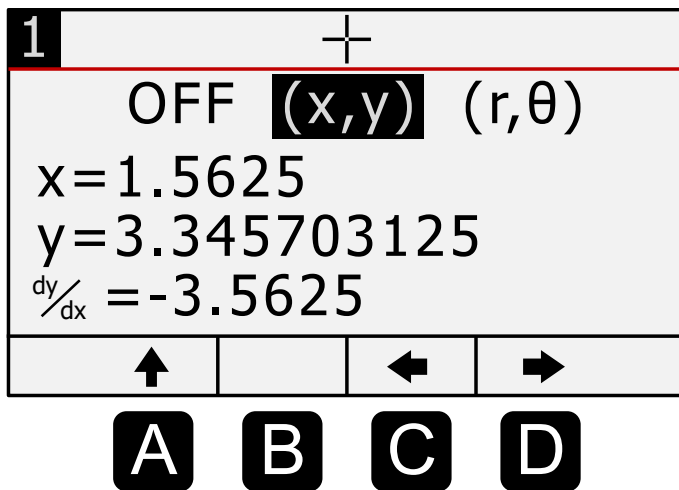 1
OFF (x,y) (r,θ)
x=1.5625
y=3.345703125
dy/dx =-3.5625
A B C D